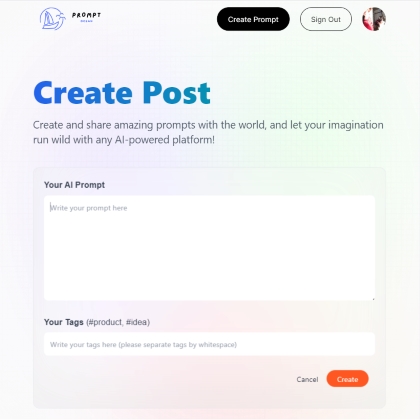 PROMPT
Create Prompt
Sign Out
Create Post
Create and share amazing prompts with the world, and let your imagination
run wild with any AI-powered platform!
Your AI Prompt
Write your prompt here
Your Tags (#product, #idea)
Write your tags here (please separate tags by whitespace)
Cancel
Create